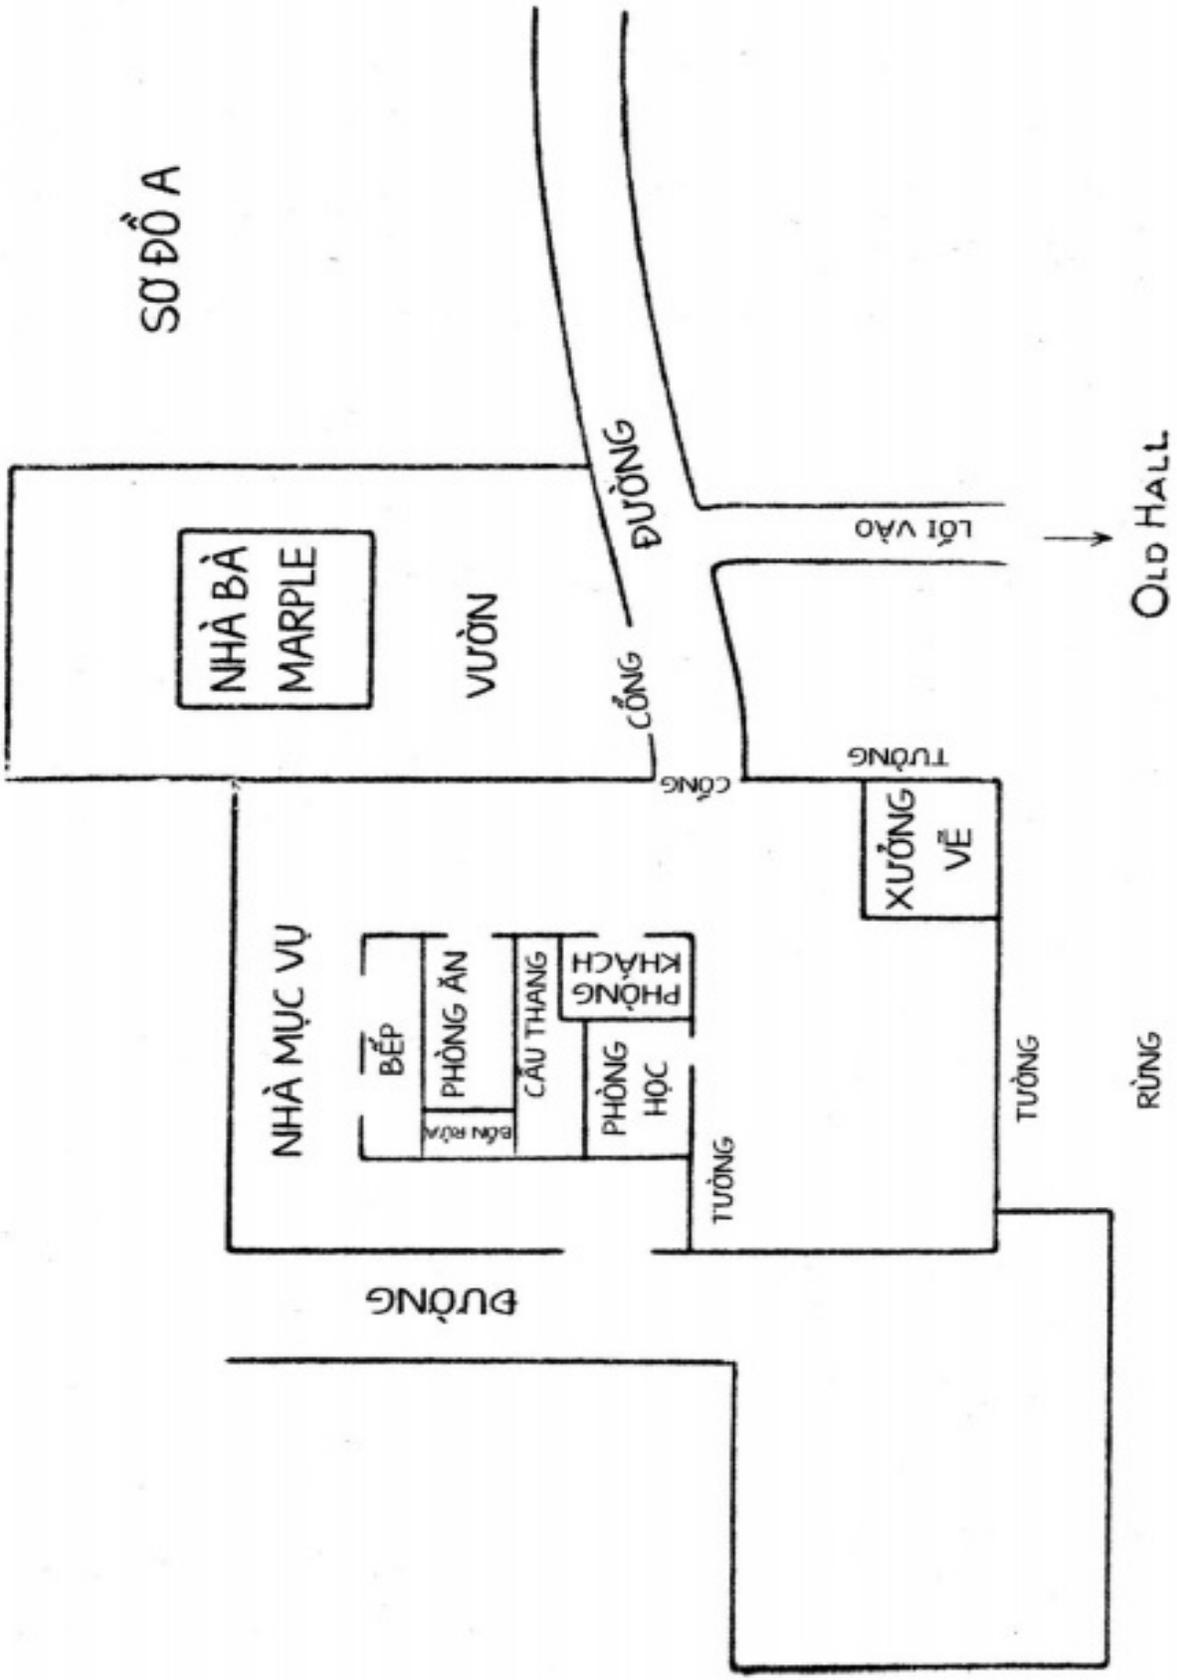 SƠ ĐỒ A
NHÀ BÀ
MARPLE
VƯỜN
ĐƯỜNG
CỔNG
CỔNG
LỐI VÀO
OLD HALL
TƯỜNG
XƯỞNG
VẼ
NHÀ MỤC VỤ
BẾP
PHÒNG ĂN
BỒN RỬA
CẦU THANG
PHÒNG
KHÁCH
PHÒNG
HỌC
TƯỜNG
TƯỜNG
RỪNG
ĐƯỜNG